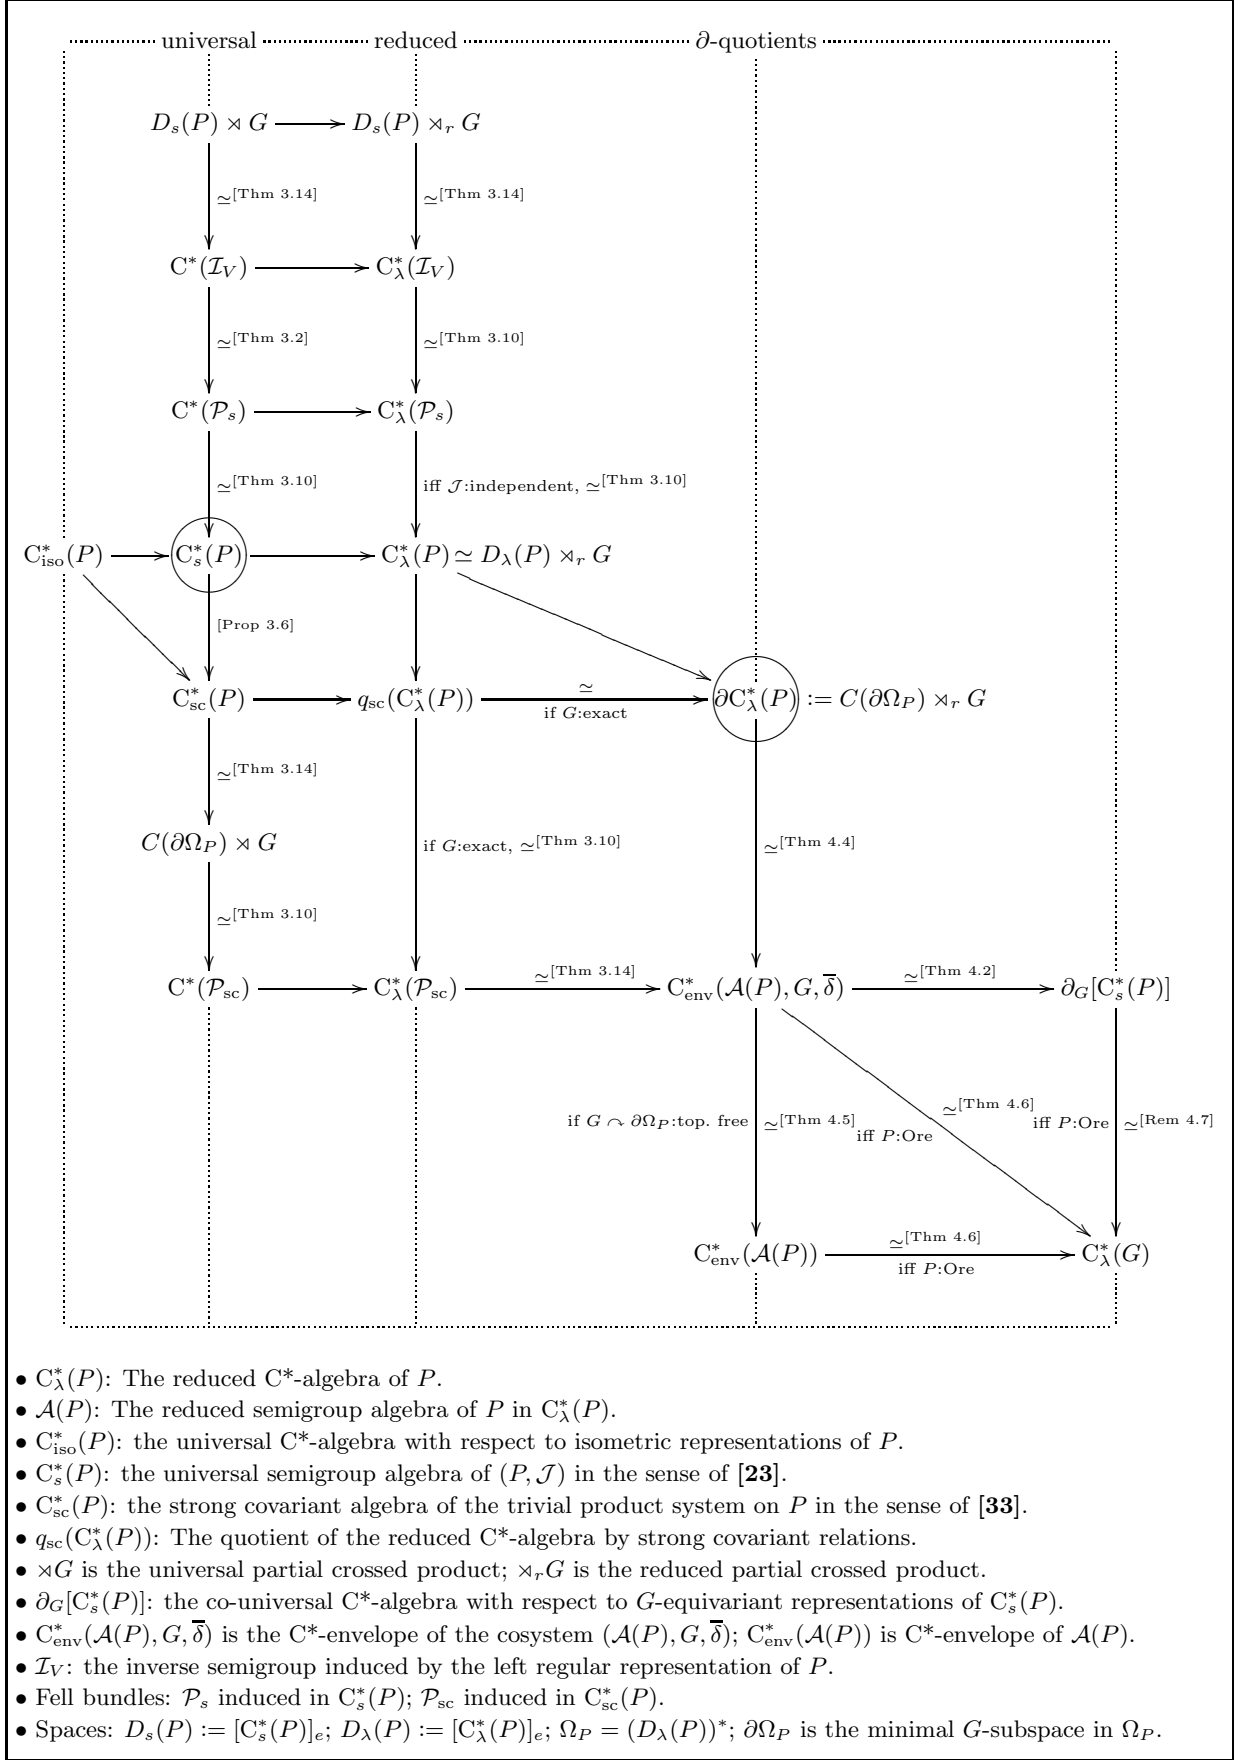 universal reduced ∂-quotients
D_s(P) ⋊ G D_s(P) ⋊_r G
≃[Thm 3.14] ≃[Thm 3.14]
C*(ℐ_V) C*_λ(ℐ_V)
≃[Thm 3.2] ≃[Thm 3.10]
C*(𝒫_s) C*_λ(𝒫_s)
≃[Thm 3.10] iff 𝒥:independent, ≃[Thm 3.10]
C*_iso(P) C*_s(P) C*_λ(P) ≃ D_λ(P) ⋊_r G
[Prop 3.6]
≃
C*_sc(P) q_sc(C*_λ(P)) ∂C*_λ(P) := C(∂Ω_P) ⋊_r G
if G:exact
≃[Thm 3.14]
C(∂Ω_P) ⋊ G if G:exact, ≃[Thm 3.10] ≃[Thm 4.4]
≃[Thm 3.10]
≃[Thm 3.14] ≃[Thm 4.2]
C*(𝒫_sc) C*_λ(𝒫_sc) C*_env(𝒜(P), G, δ̅) ∂_G[C*_s(P)]
≃[Thm 4.6]
if G ↷ ∂Ω_P:top. free ≃[Thm 4.5] iff P:Ore iff P:Ore ≃[Rem 4.7]
≃[Thm 4.6]
C*_env(𝒜(P)) C*_λ(G)
iff P:Ore
• C*_λ(P): The reduced C*-algebra of P.
• 𝒜(P): The reduced semigroup algebra of P in C*_λ(P).
• C*_iso(P): the universal C*-algebra with respect to isometric representations of P.
• C*_s(P): the universal semigroup algebra of (P, 𝒥) in the sense of [23].
• C*_sc(P): the strong covariant algebra of the trivial product system on P in the sense of [33].
• q_sc(C*_λ(P)): The quotient of the reduced C*-algebra by strong covariant relations.
• ⋊G is the universal partial crossed product; ⋊_rG is the reduced partial crossed product.
• ∂_G[C*_s(P)]: the co-universal C*-algebra with respect to G-equivariant representations of C*_s(P).
• C*_env(𝒜(P), G, δ̅) is the C*-envelope of the cosystem (𝒜(P), G, δ̅); C*_env(𝒜(P)) is C*-envelope of 𝒜(P).
• ℐ_V: the inverse semigroup induced by the left regular representation of P.
• Fell bundles: 𝒫_s induced in C*_s(P); 𝒫_sc induced in C*_sc(P).
• Spaces: D_s(P) := [C*_s(P)]_e; D_λ(P) := [C*_λ(P)]_e; Ω_P = (D_λ(P))*; ∂Ω_P is the minimal G-subspace in Ω_P.